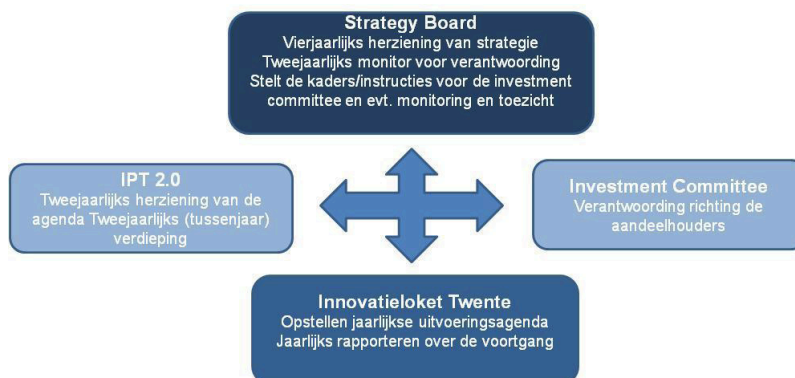 Strategy Board
Vierjaarlijks herziening van strategie
Tweejaarlijks monitor voor verantwoording
Stelt de kaders/instructies voor de investment
committee en evt. monitoring en toezicht
IPT 2.0
Tweejaarlijks herziening van de
agenda Tweejaarlijks (tussenjaar)
verdieping
Investment Committee
Verantwoording richting de
aandeelhouders
Innovatieloket Twente
Opstellen jaarlijkse uitvoeringsagenda
Jaarlijks rapporteren over de voortgang